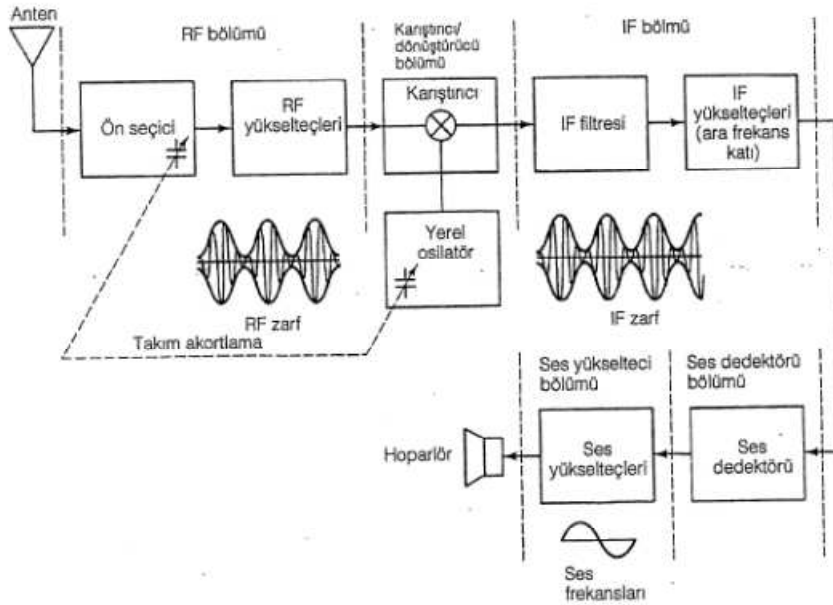 Anten
RF bölümü
Karıştırıcı/
dönüştürücü
bölümü
IF bölmü
Ön seçici
RF
yükselteçleri
Karıştırıcı
IF filtresi
IF
yükselteçleri
(ara frekans
katı)
Yerel
osilatör
RF zarf
IF zarf
Takım akortlama
Ses yükselteci
bölümü
Ses dedektörü
bölümü
Hoparlör
Ses
yükselteçleri
Ses
dedektörü
Ses
frekansları